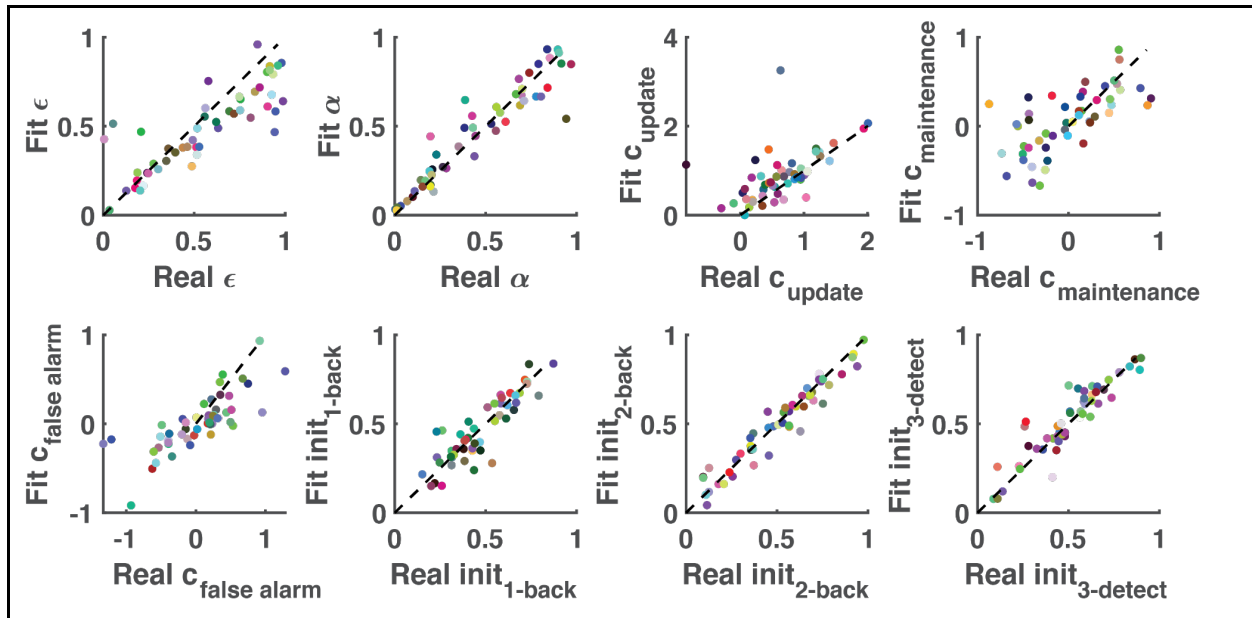 1
0.5
0
0 0.5 1
Fit ϵ
Real ϵ
1
0.5
0
0 0.5 1
Fit α
Real α
4
2
0
0 1 2
Fit c_update
Real c_update
1
0
-1
-1 0 1
Fit c_maintenance
Real c_maintenance
1
0
-1
-1 0 1
Fit c_false alarm
Real c_false alarm
1
0.5
0
0 0.5 1
Fit init_1-back
Real init_1-back
1
0.5
0
0 0.5 1
Fit init_2-back
Real init_2-back
1
0.5
0
0 0.5 1
Fit init_3-detect
Real init_3-detect